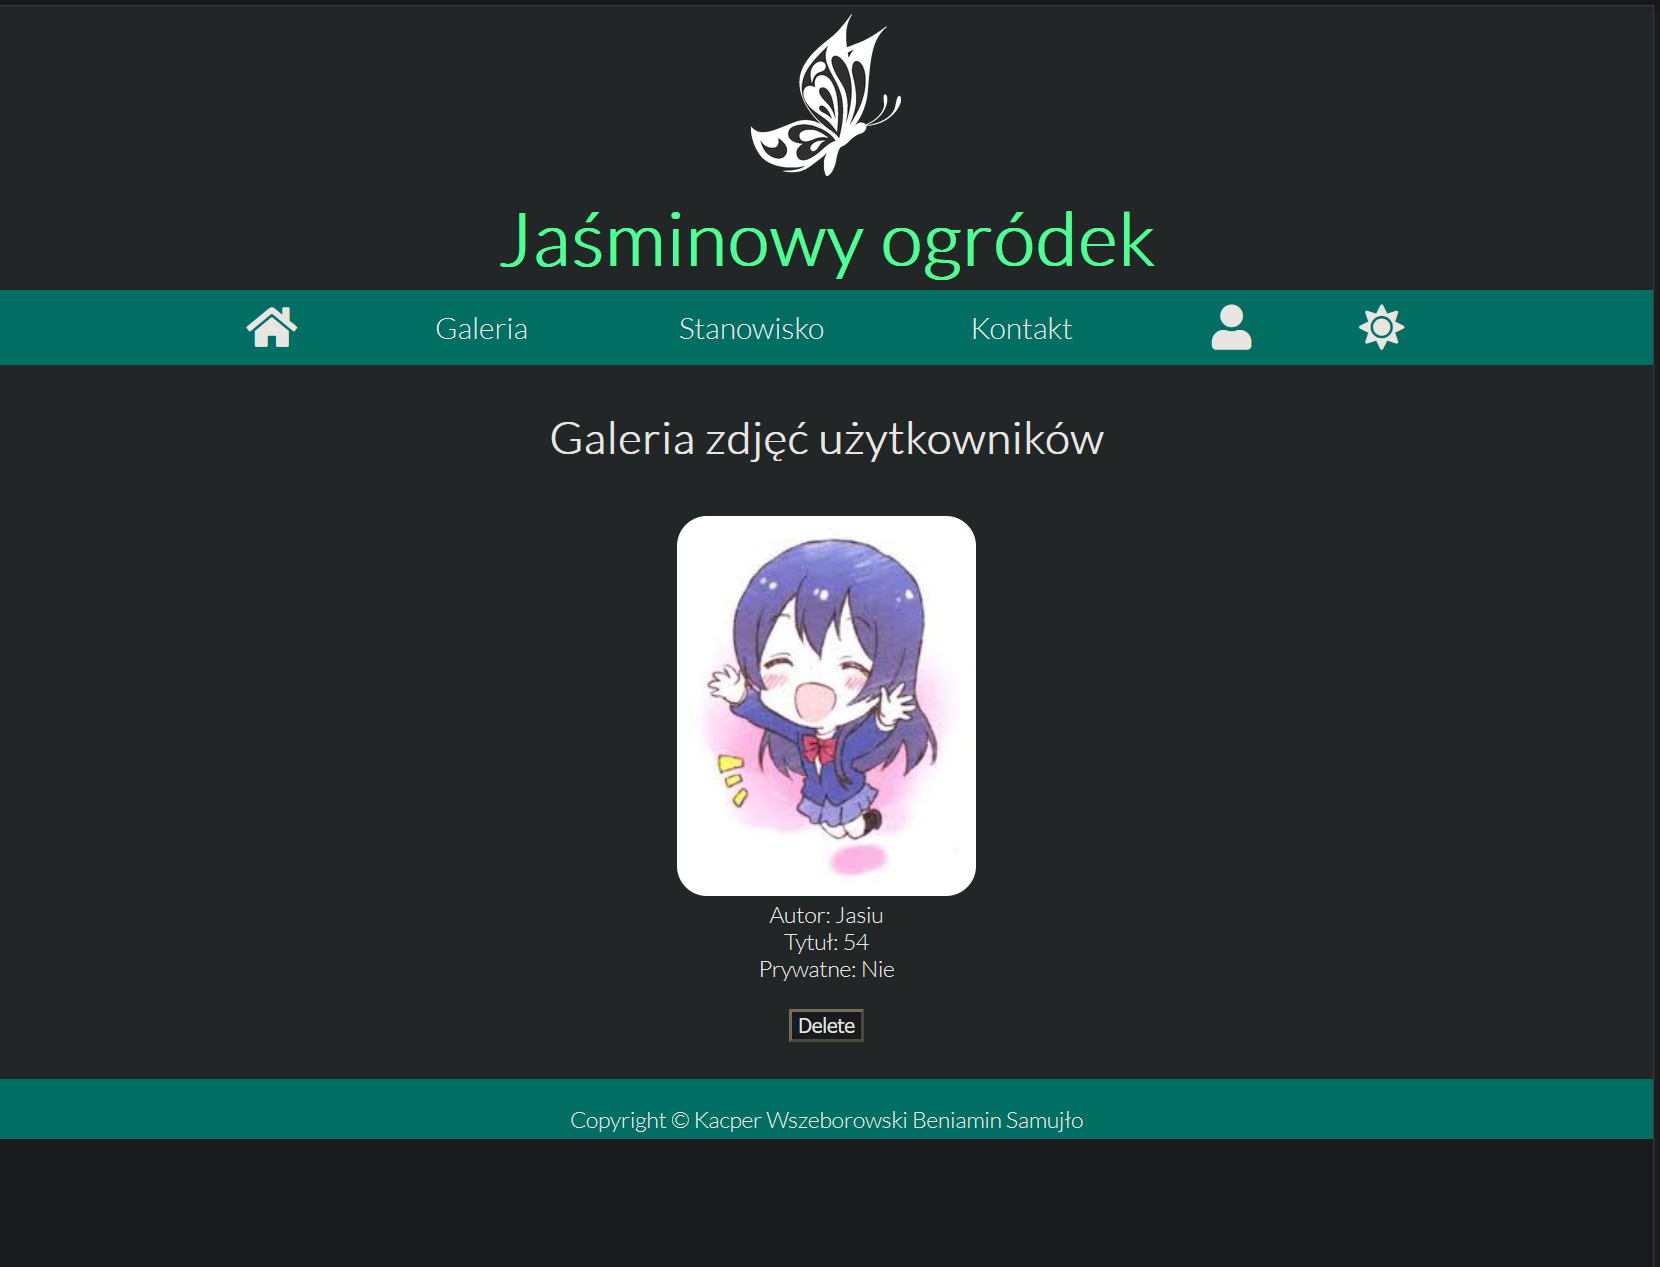 Jaśminowy ogródek
Galeria Stanowisko Kontakt
Galeria zdjęć użytkowników
Autor: Jasiu
Tytuł: 54
Prywatne: Nie
Delete
Copyright © Kacper Wszeborowski Beniamin Samujło